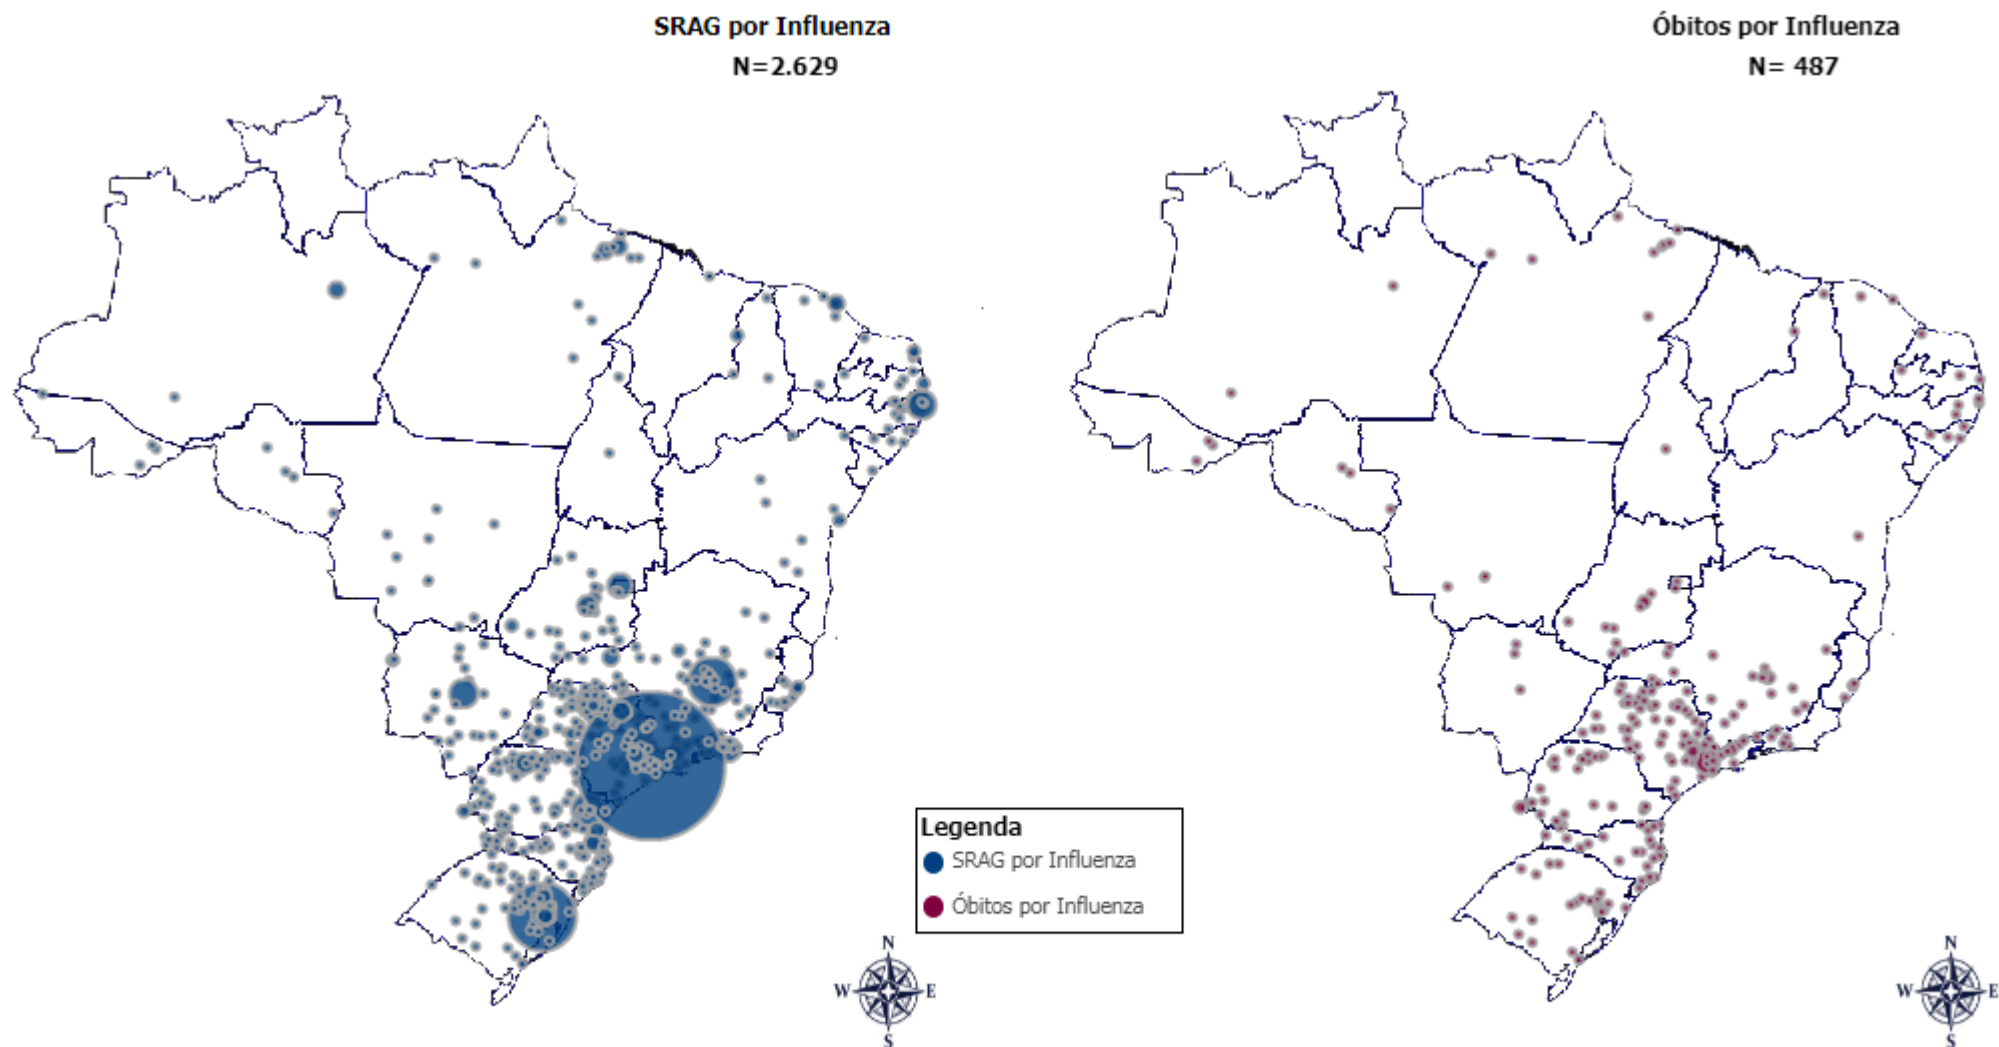 SRAG por Influenza
N=2.629
Óbitos por Influenza
N= 487
Legenda
SRAG por Influenza
Óbitos por Influenza
N
W
E
S
N
W
E
S